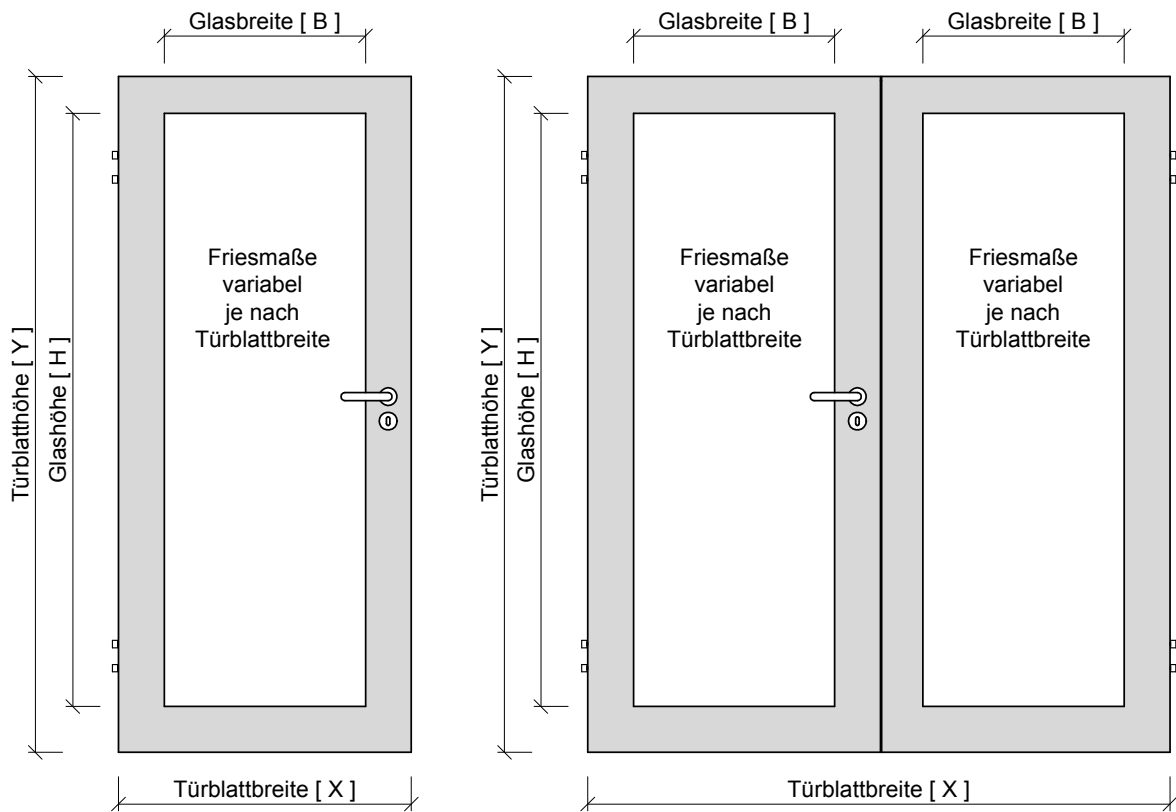 Glasbreite [ B ]
Glasbreite [ B ]
Glasbreite [ B ]
Türblatthöhe [ Y ]
Glashöhe [ H ]
Friesmaße
variabel
je nach
Türblattbreite
Türblatthöhe [ Y ]
Glashöhe [ H ]
Friesmaße
variabel
je nach
Türblattbreite
Friesmaße
variabel
je nach
Türblattbreite
Türblattbreite [ X ]
Türblattbreite [ X ]